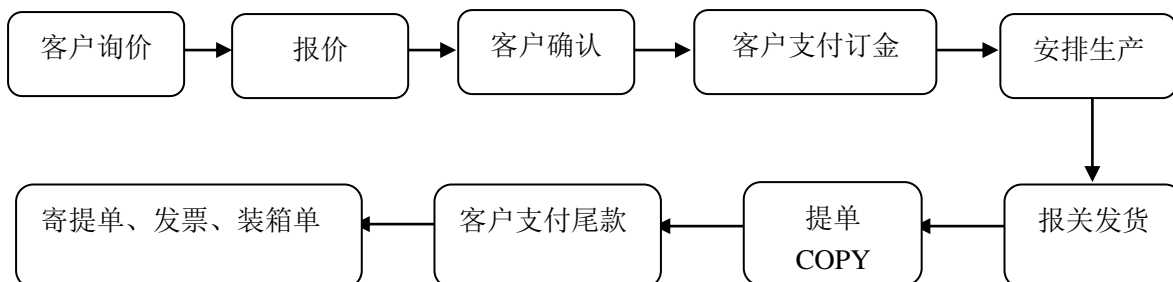 客户询价
报价
客户确认
客户支付订金
安排生产
报关发货
提单
COPY
客户支付尾款
寄提单、发票、装箱单